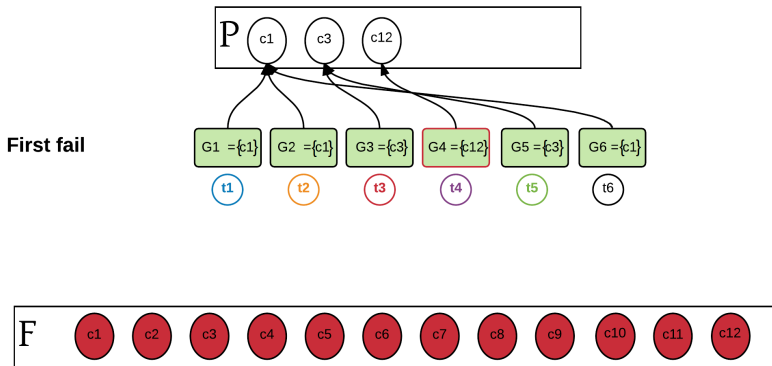 P c1 c3 c12
First fail G1 ={c1} G2 ={c1} G3 ={c3} G4 ={c12} G5 ={c3} G6 ={c1}
t1 t2 t3 t4 t5 t6
F c1 c2 c3 c4 c5 c6 c7 c8 c9 c10 c11 c12